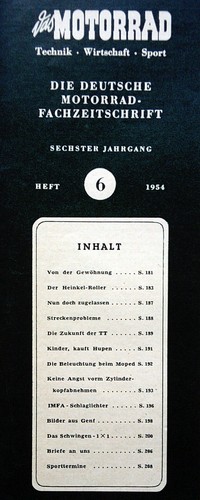 das MOTORRAD
Technik · Wirtschaft · Sport
DIE DEUTSCHE
MOTORRAD-
FACHZEITSCHRIFT
SECHSTER JAHRGANG
HEFT 6 1954
INHALT
Von der Gewöhnung ..... S. 181
Der Heinkel-Roller ..... S. 183
Nun doch zugelassen ..... S. 187
Streckenprobleme ..... S. 188
Die Zukunft der TT ..... S. 189
Kinder, kauft Hupen ..... S. 191
Die Beleuchtung beim Moped S. 192
Keine Angst vorm Zylinder-
kopfabnehmen ..... S. 193
IMFA-Schlaglichter ..... S. 196
Bilder aus Genf ..... S. 198
Das Schwingen-1×1 ..... S. 200
Briefe an uns ..... S. 206
Sporttermine ..... S. 208